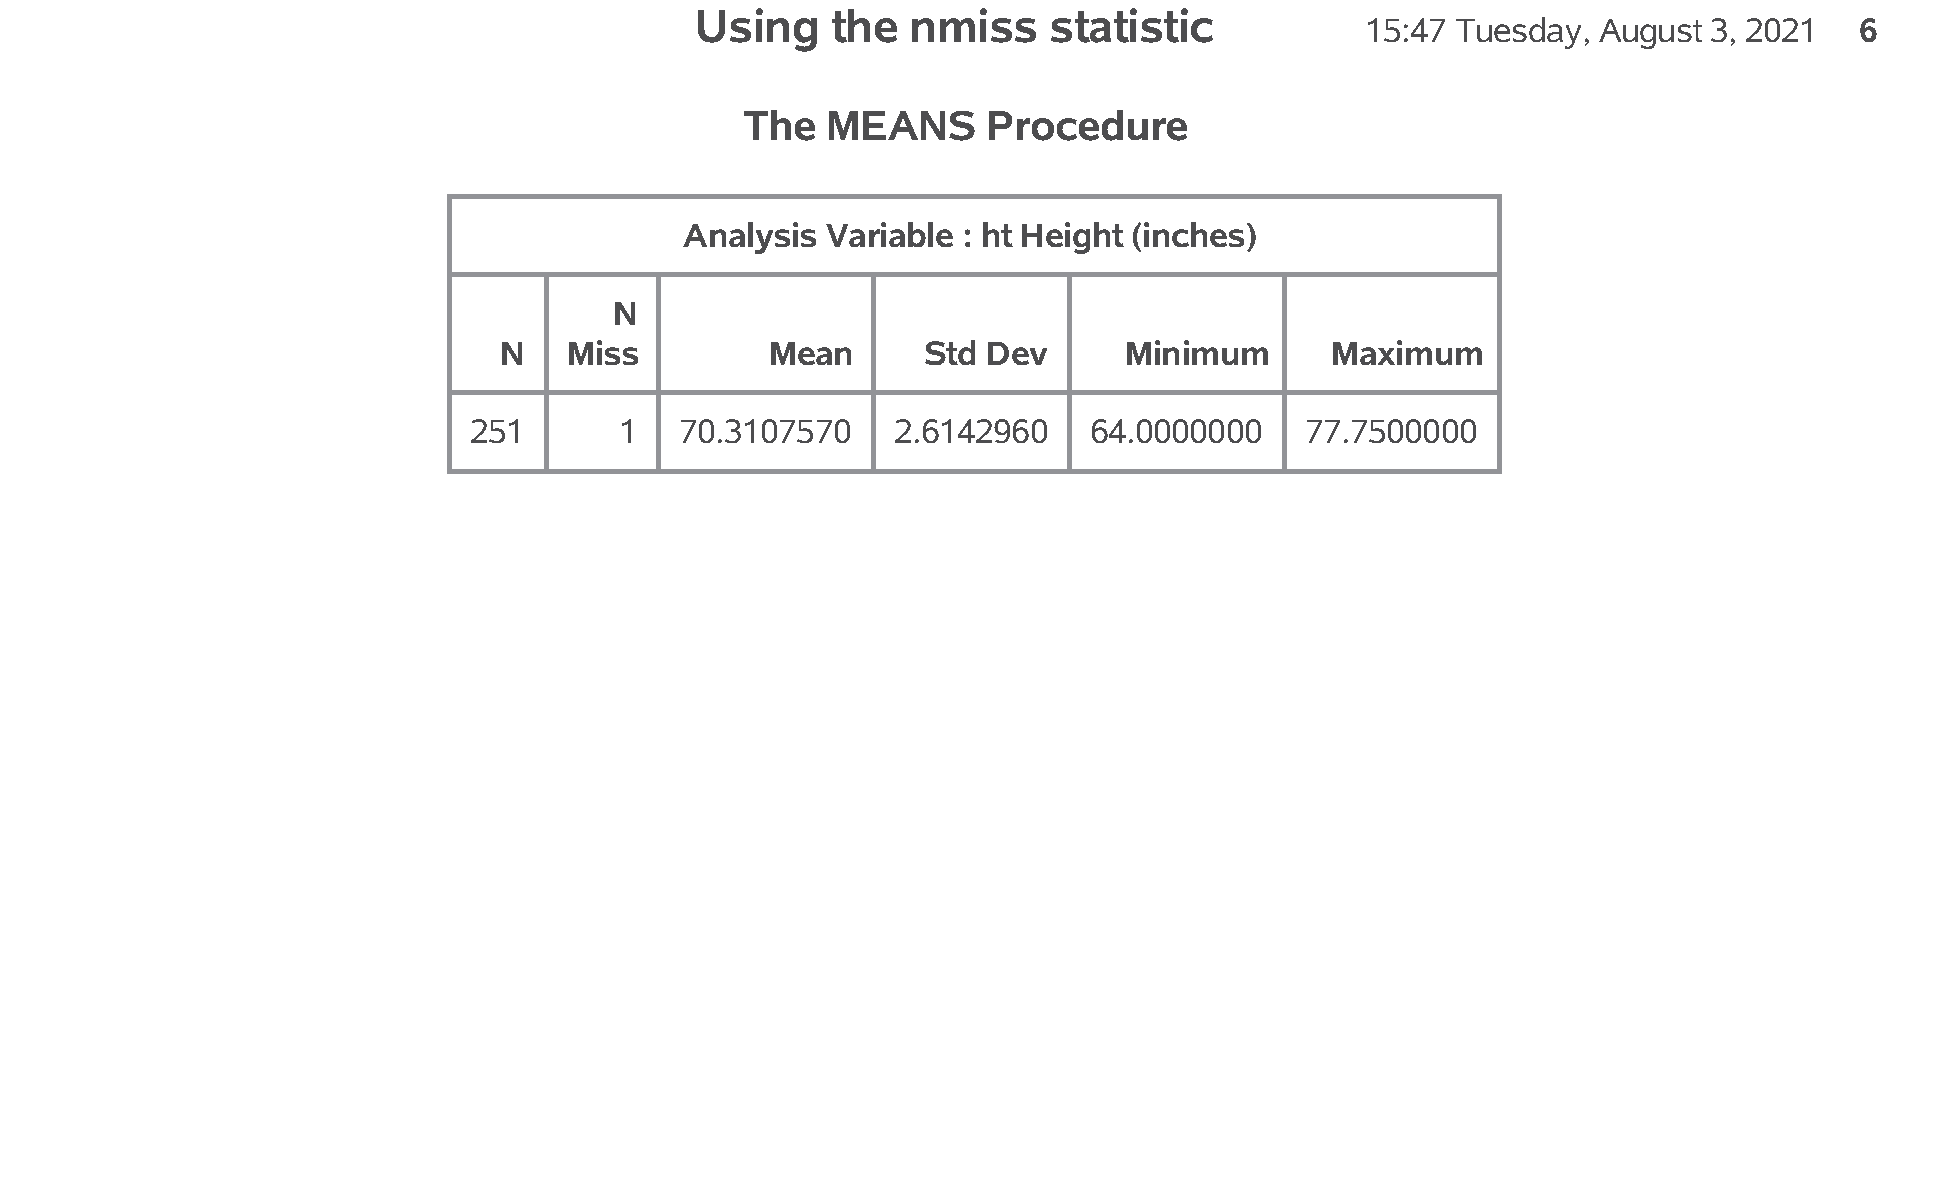 Using the nmiss statistic 15:47 Tuesday, August 3, 2021 6
The MEANS Procedure
Analysis Variable : ht Height (inches)
N N Miss Mean Std Dev Minimum Maximum
251 1 70.3107570 2.6142960 64.0000000 77.7500000